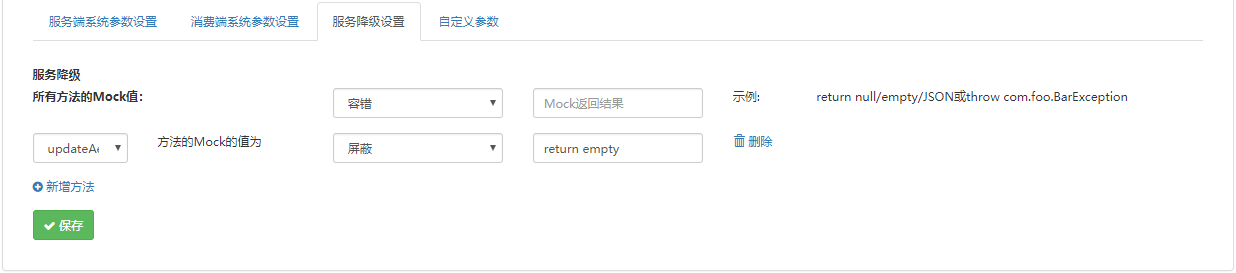 服务端系统参数设置 消费端系统参数设置 服务降级设置 自定义参数
服务降级
所有方法的Mock值: 容错 Mock返回结果 示例: return null/empty/JSON或throw com.foo.BarException
updateAe 方法的Mock的值为 屏蔽 return empty 删除
新增方法
保存